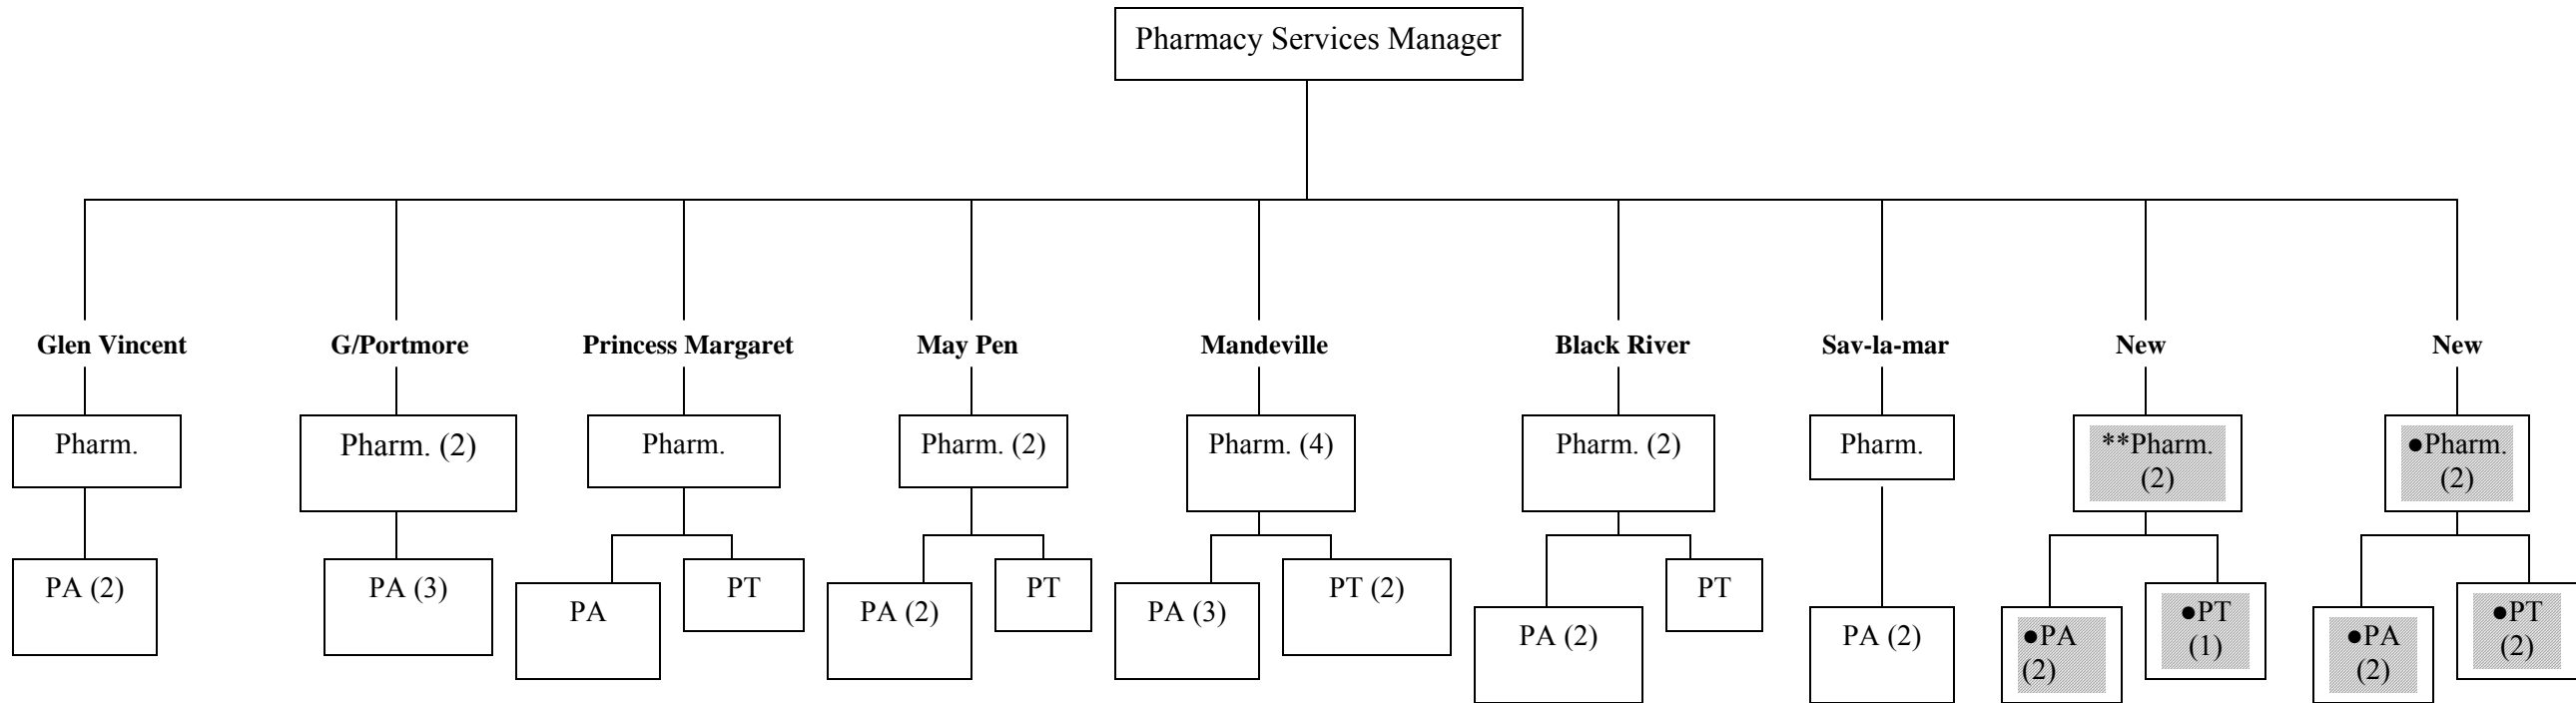 Pharmacy Services Manager
Glen Vincent
G/Portmore
Princess Margaret
May Pen
Mandeville
Black River
Sav-la-mar
New
New
Pharm.
Pharm. (2)
Pharm.
Pharm. (2)
Pharm. (4)
Pharm. (2)
Pharm.
**Pharm.
(2)
●Pharm.
(2)
PA (2)
PA (3)
PA
PT
PA (2)
PT
PA (3)
PT (2)
PA (2)
PT
PA (2)
●PA
(2)
●PT
(1)
●PA
(2)
●PT
(2)